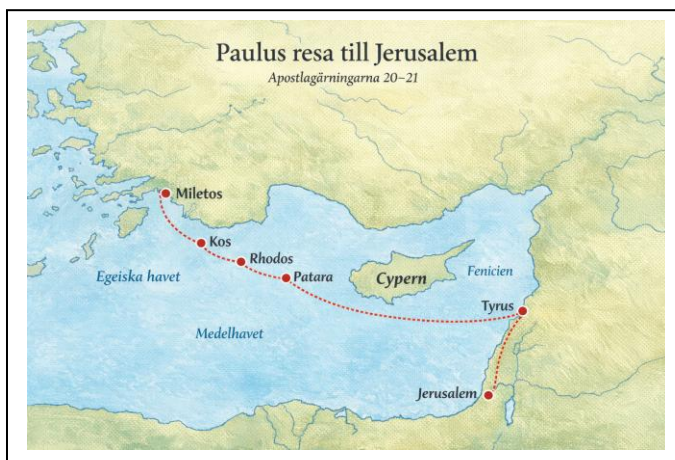 Paulus resa till Jerusalem
Apostlagärningarna 20–21
Miletos
Kos
Rhodos
Egeiska havet
Patara
Cypern
Fenicien
Tyrus
Medelhavet
Jerusalem